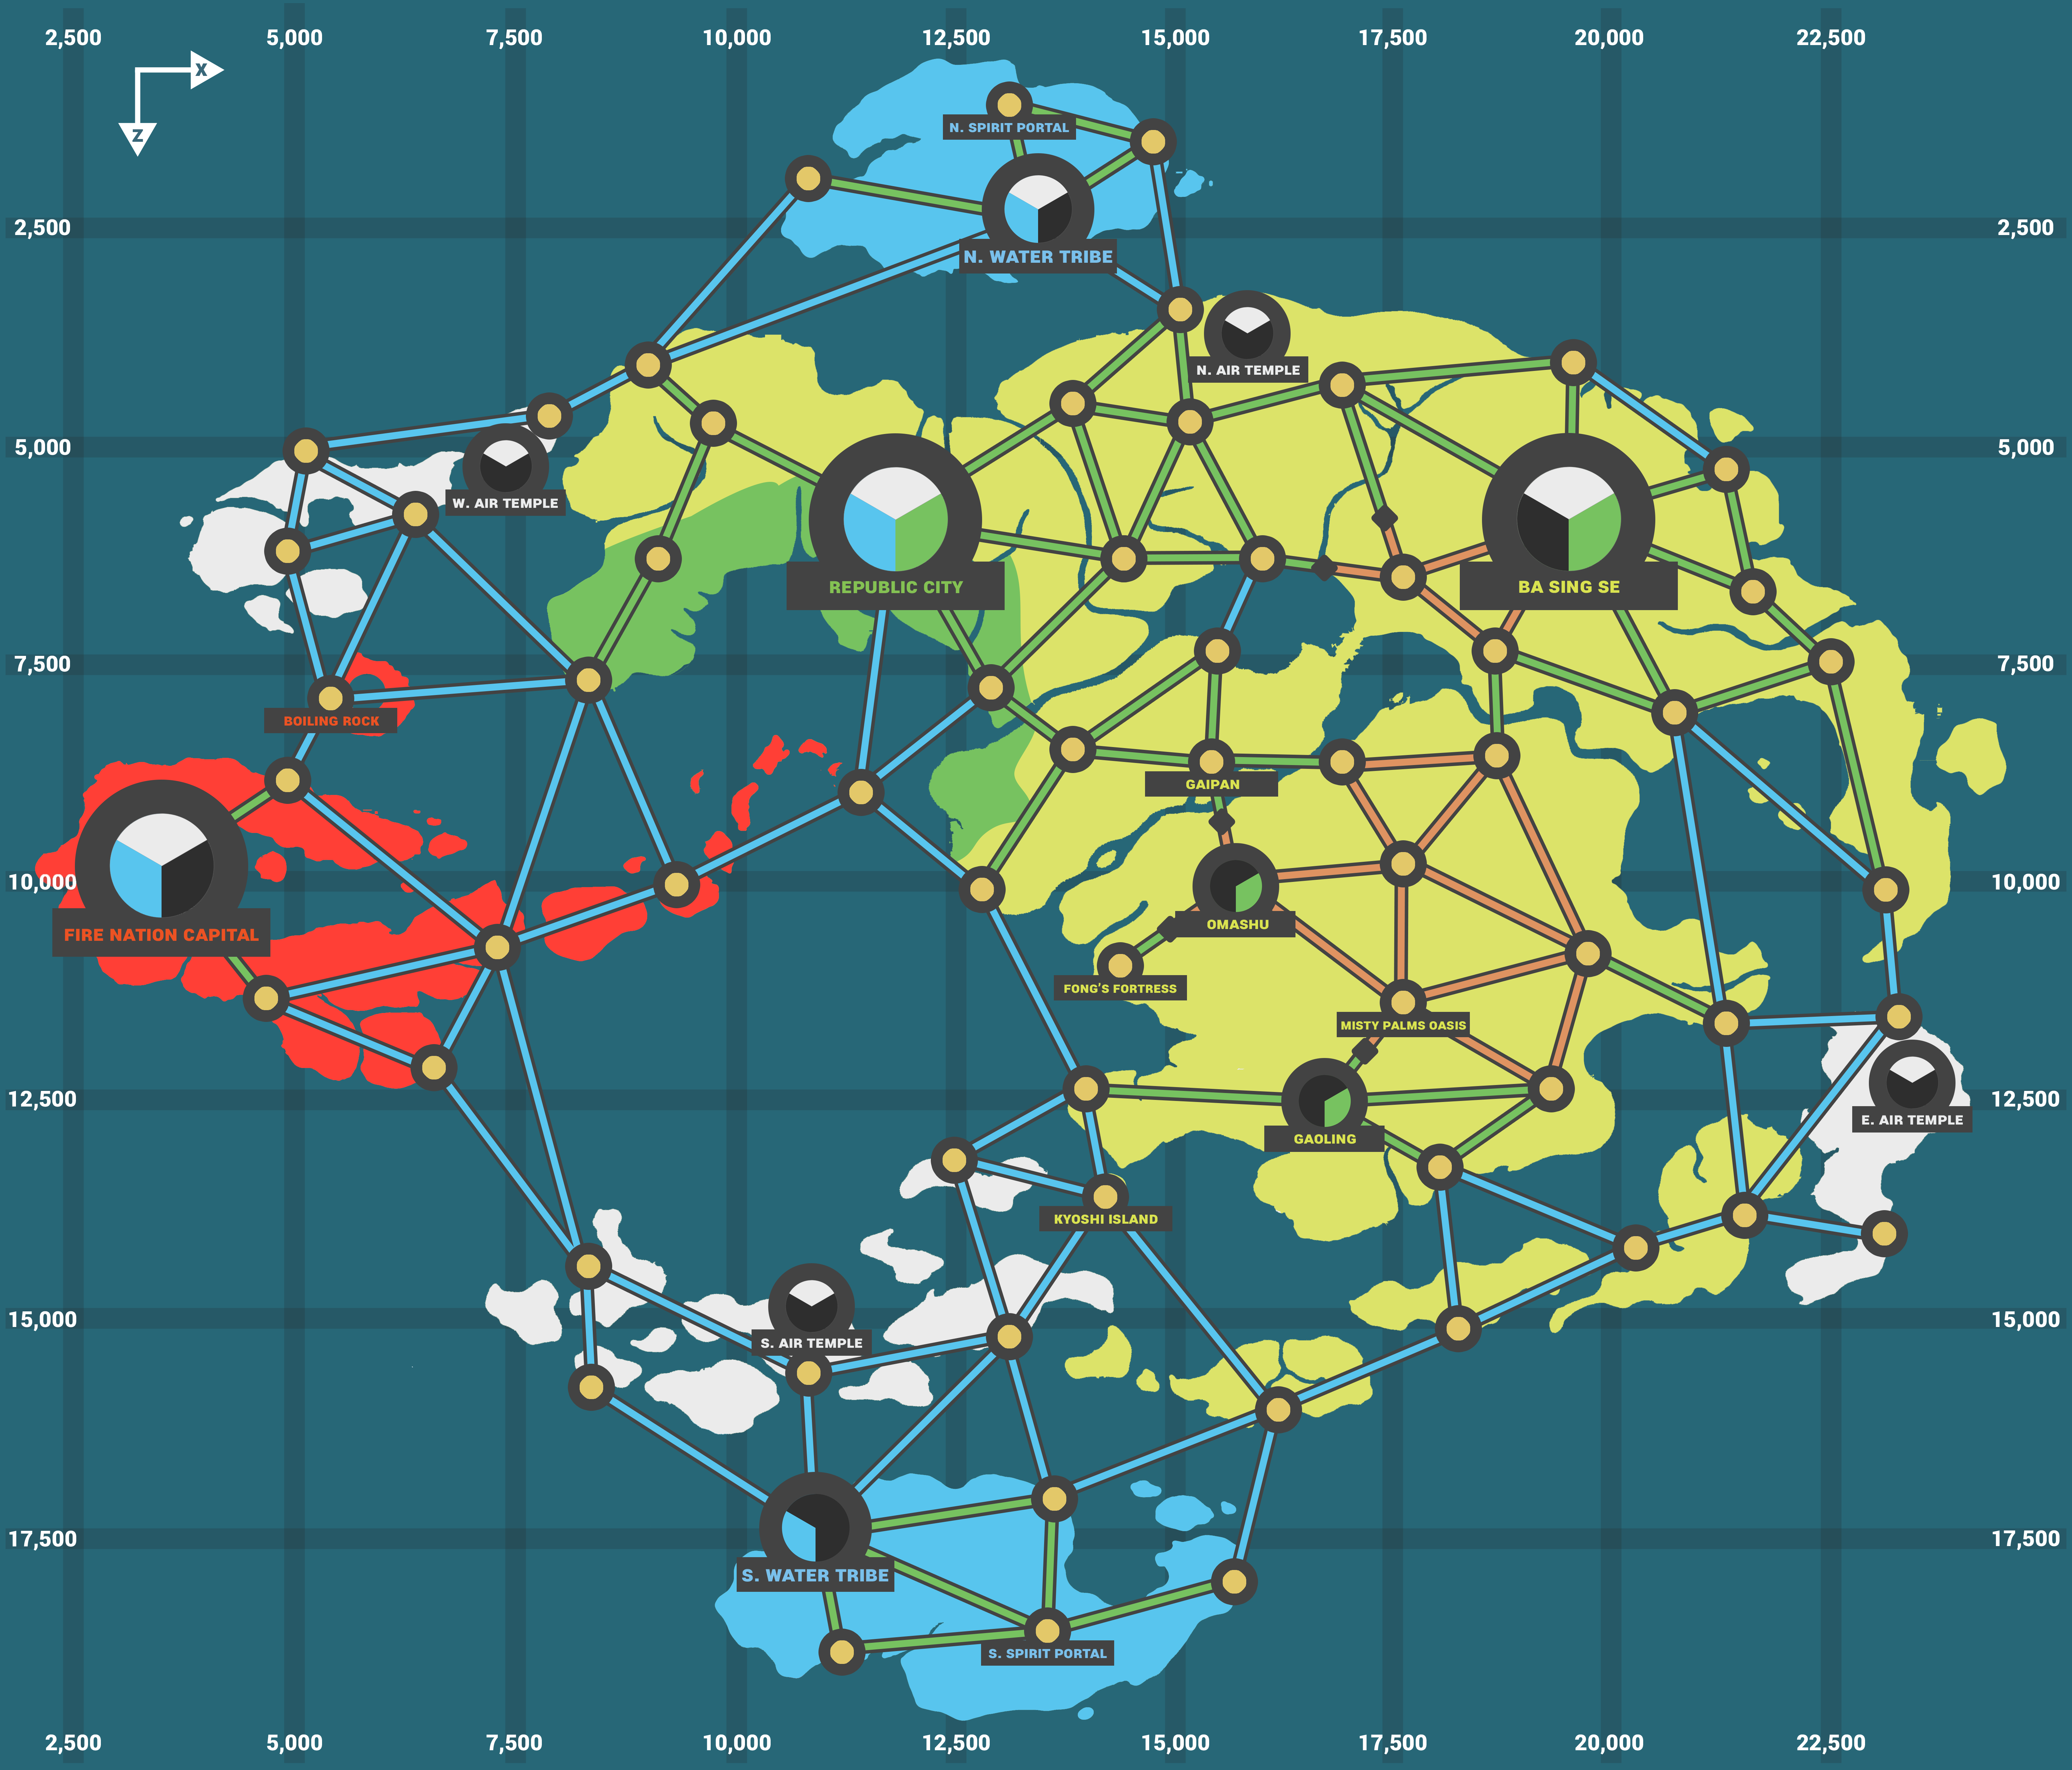 2,500 5,000 7,500 10,000 12,500 15,000 17,500 20,000 22,500
X
Z
N. SPIRIT PORTAL
2,500 2,500
N. WATER TRIBE
N. AIR TEMPLE
5,000 5,000
W. AIR TEMPLE
REPUBLIC CITY
BA SING SE
7,500 7,500
BOILING ROCK
GAIPAN
10,000 10,000
OMASHU
FIRE NATION CAPITAL
FONG'S FORTRESS
MISTY PALMS OASIS
12,500 12,500
E. AIR TEMPLE
GAOLING
KYOSHI ISLAND
15,000 15,000
S. AIR TEMPLE
17,500 17,500
S. WATER TRIBE
S. SPIRIT PORTAL
2,500 5,000 7,500 10,000 12,500 15,000 17,500 20,000 22,500